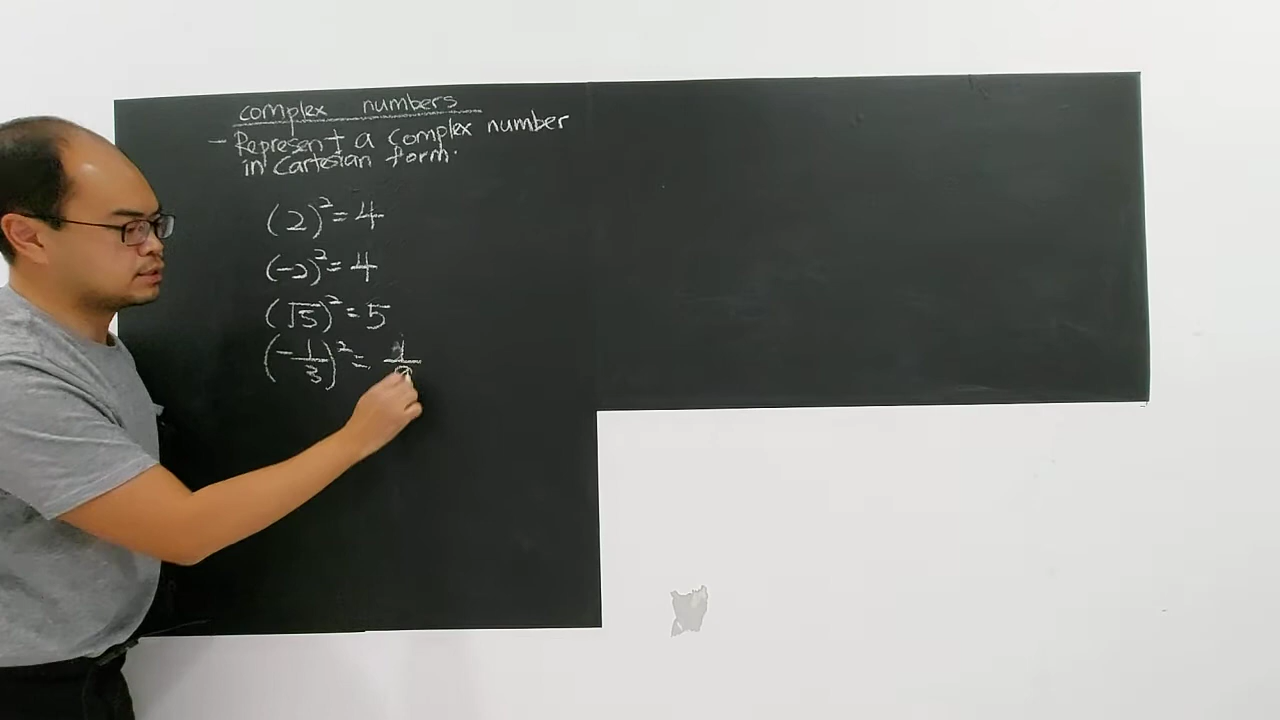 complex numbers
- Represent a complex number
in Cartesian form.
(2)² = 4
(-2)² = 4
(√5)² = 5
(-1/3)² = 1/9